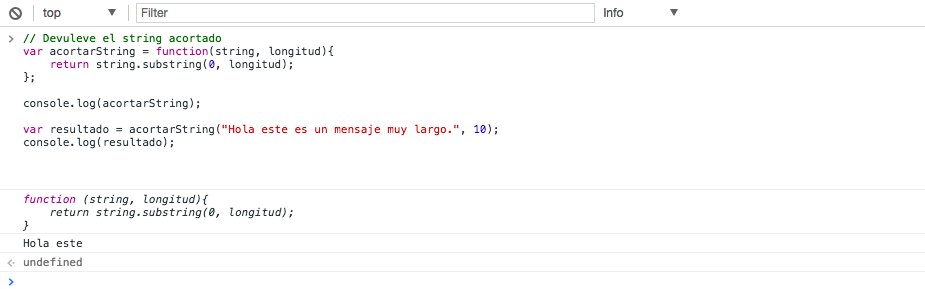 top
Filter
Info
// Devuleve el string acortado
var acortarString = function(string, longitud){
    return string.substring(0, longitud);
};
console.log(acortarString);
var resultado = acortarString("Hola este es un mensaje muy largo.", 10);
console.log(resultado);
function (string, longitud){
    return string.substring(0, longitud);
}
Hola este
undefined